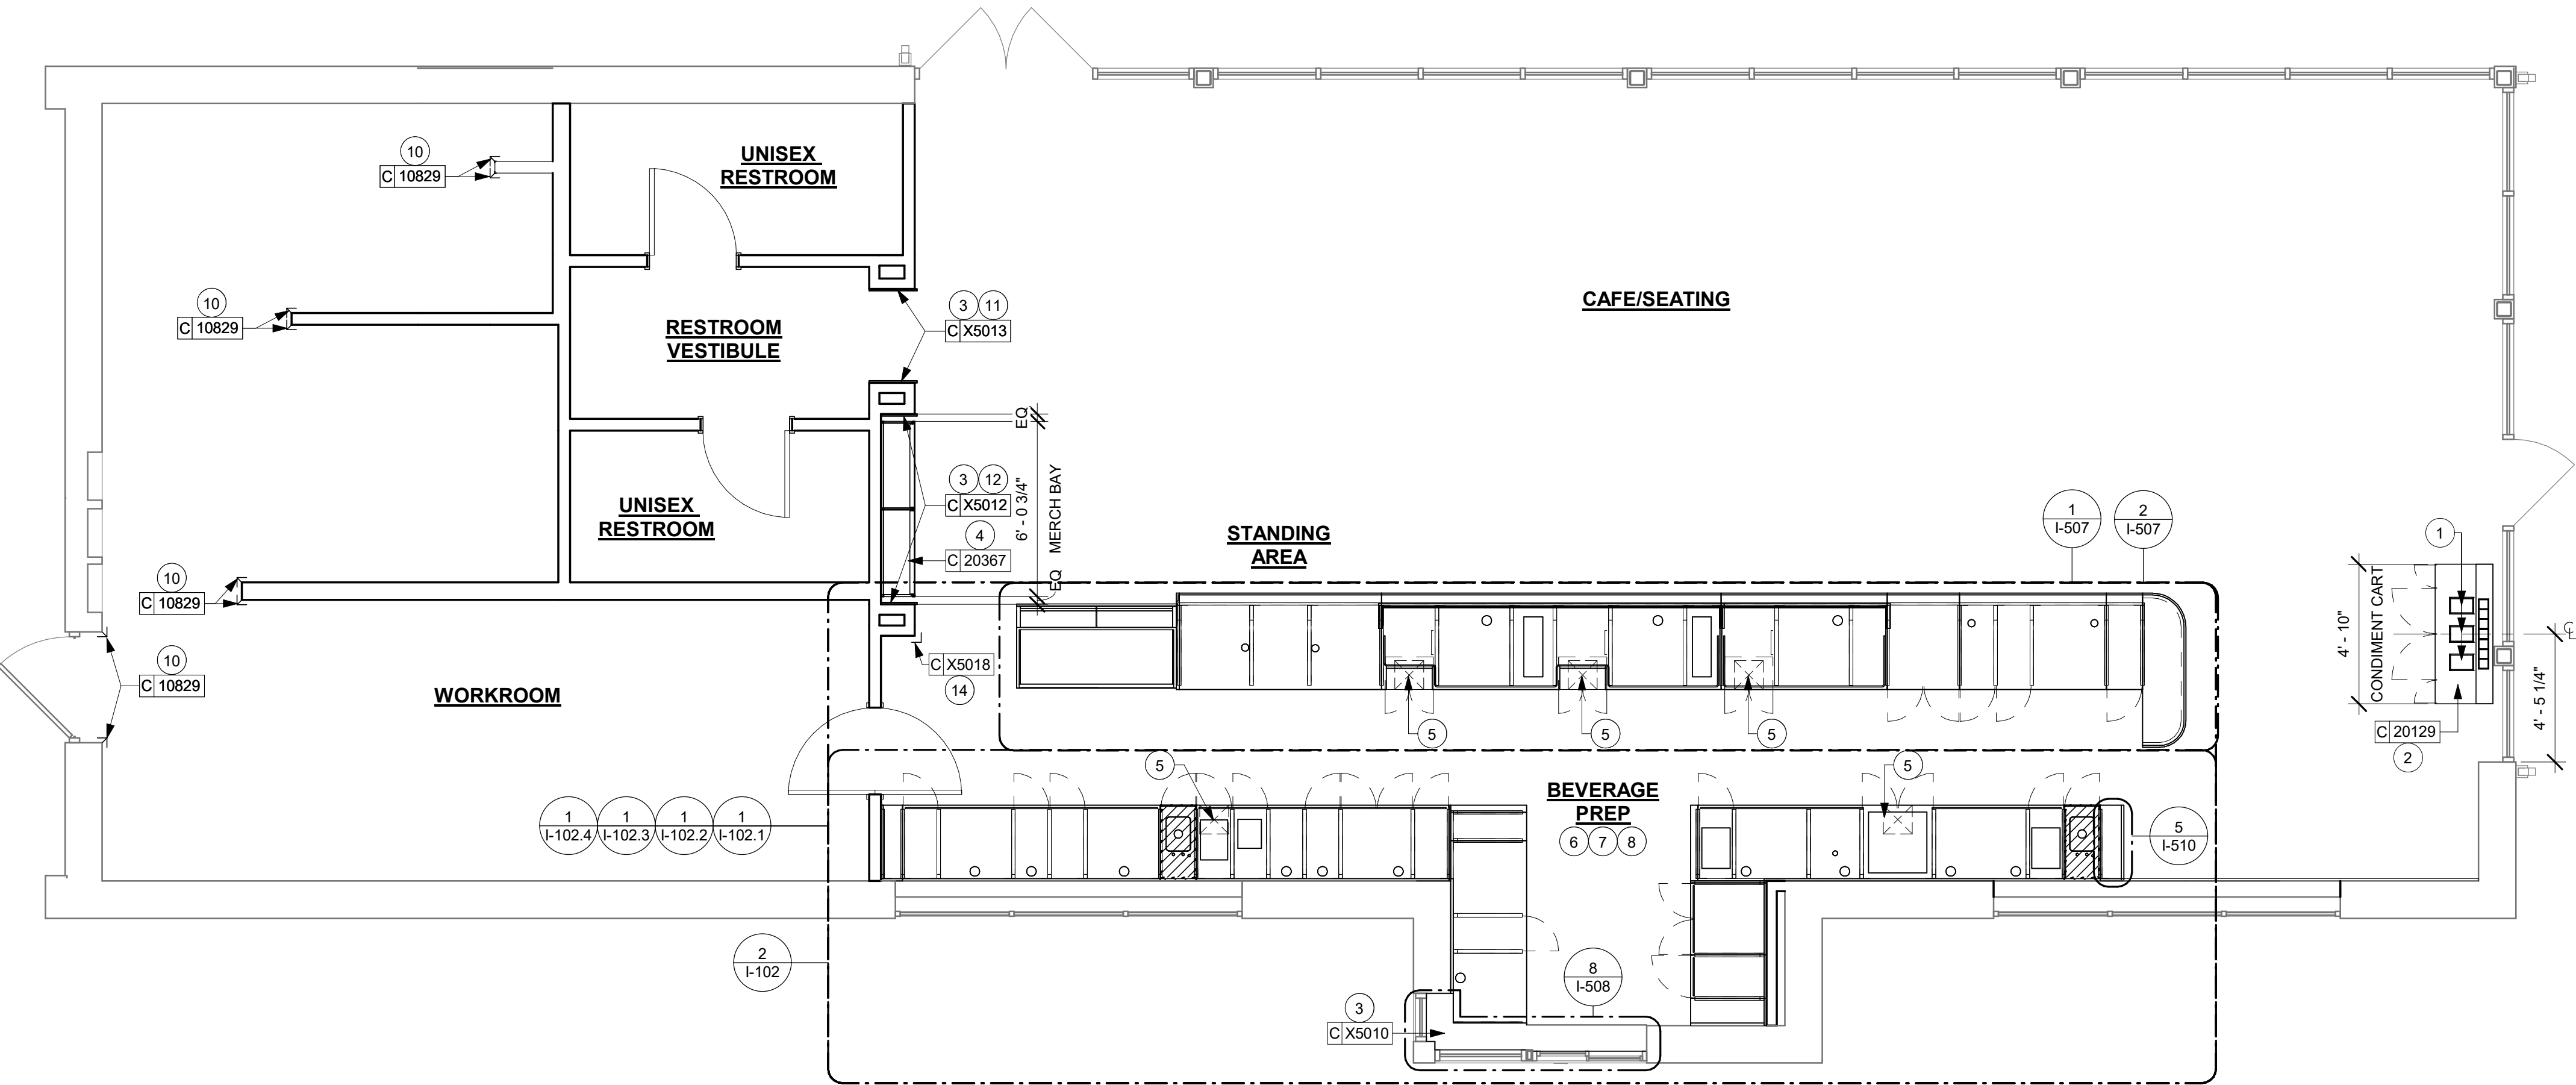 10
C 10829
UNISEX
RESTROOM
10
C 10829
RESTROOM
VESTIBULE
3 11
C X5013
CAFE/SEATING
EQ
6' - 0 3/4"
MERCH BAY
EQ
3 12
C X5012
4
C 20367
UNISEX
RESTROOM
STANDING
AREA
1
I-507
2
I-507
1
4' - 10"
CONDIMENT CART
4' - 5 1/4"
CL
C 20129
2
10
C 10829
10
C 10829
WORKROOM
C X5018
14
5
5
5
5
5
BEVERAGE
PREP
6 7 8
1
I-102.4
1
I-102.3
1
I-102.2
1
I-102.1
5
I-510
2
I-102
8
I-508
3
C X5010